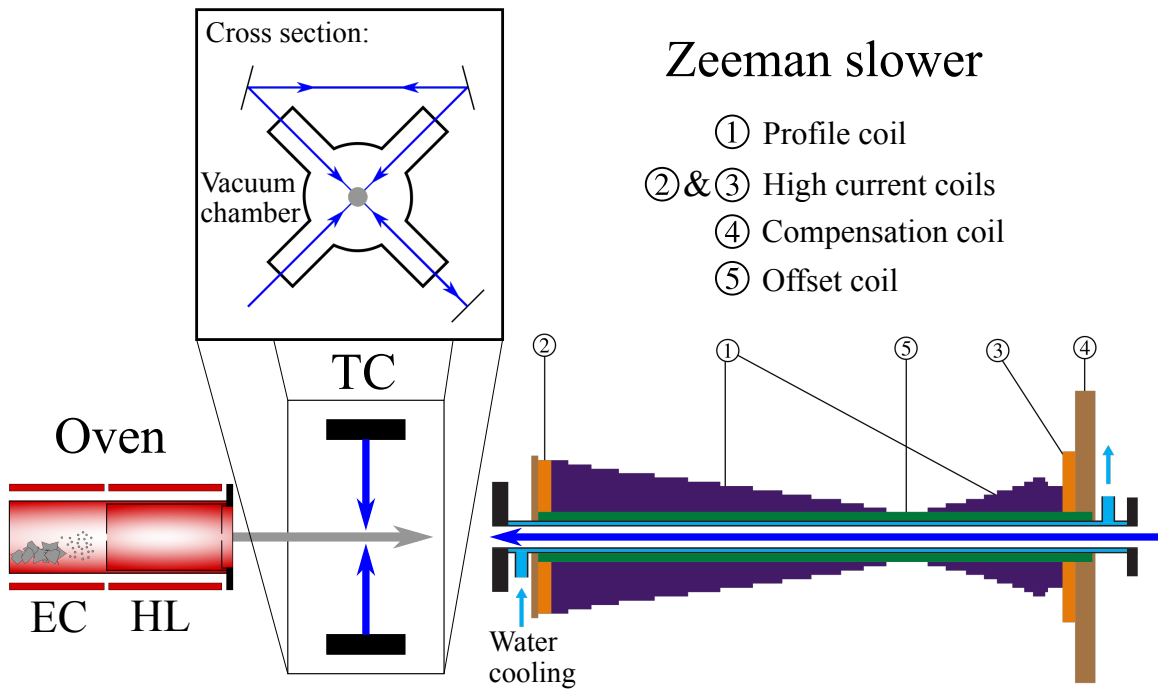 Cross section:
Vacuum
chamber
Zeeman slower
① Profile coil
②&③ High current coils
④ Compensation coil
⑤ Offset coil
TC
Oven
EC
HL
② ① ⑤ ③ ④
Water
cooling